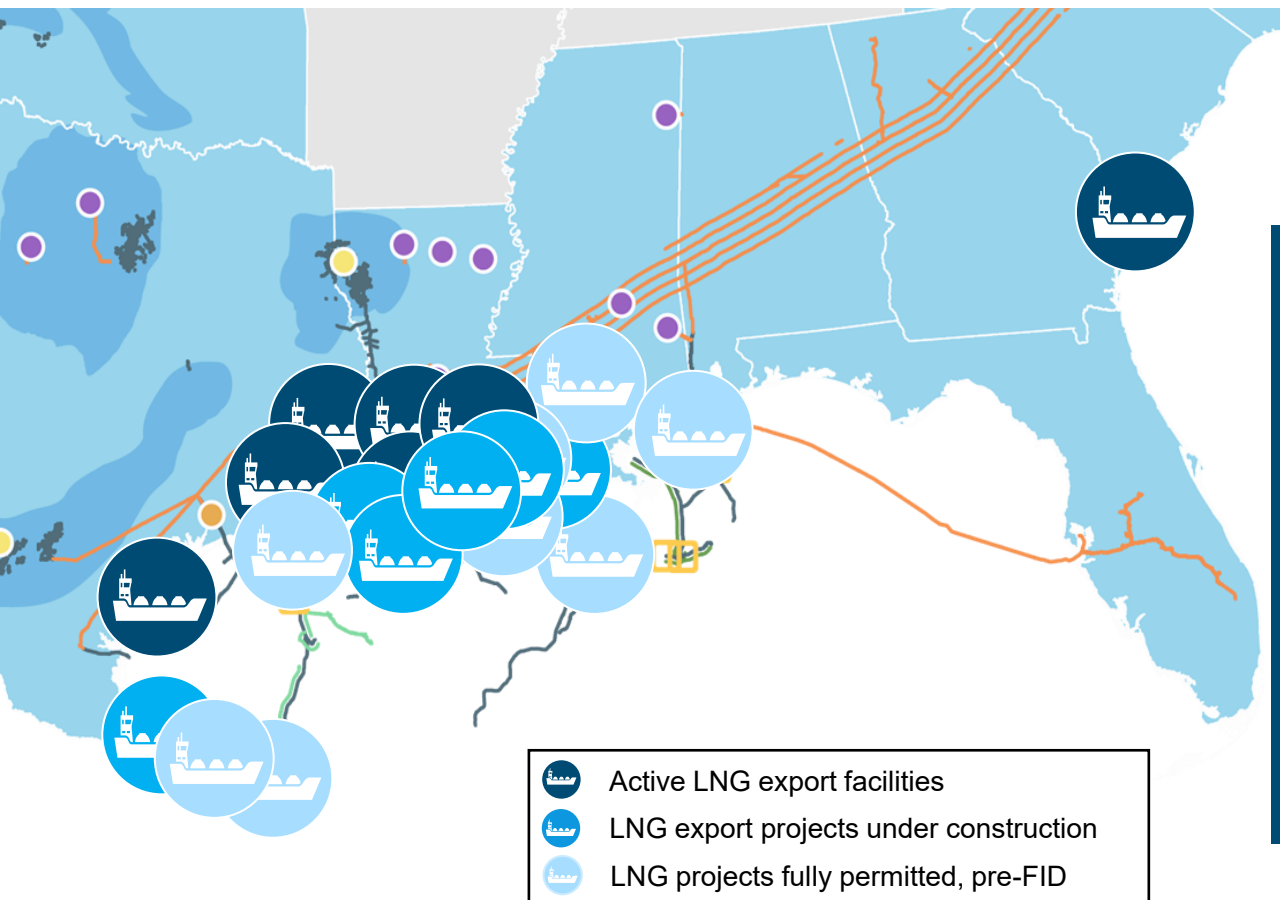 Active LNG export facilities
LNG export projects under construction
LNG projects fully permitted, pre-FID